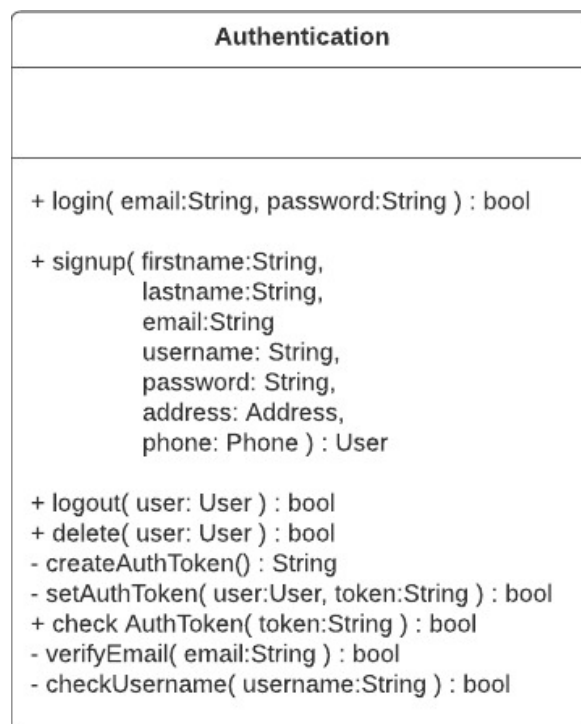 Authentication
+ login( email:String, password:String ) : bool
+ signup( firstname:String,
lastname:String,
email:String
username: String,
password: String,
address: Address,
phone: Phone ) : User
+ logout( user: User ) : bool
+ delete( user: User ) : bool
- createAuthToken() : String
- setAuthToken( user:User, token:String ) : bool
+ check AuthToken( token:String ) : bool
- verifyEmail( email:String ) : bool
- checkUsername( username:String ) : bool